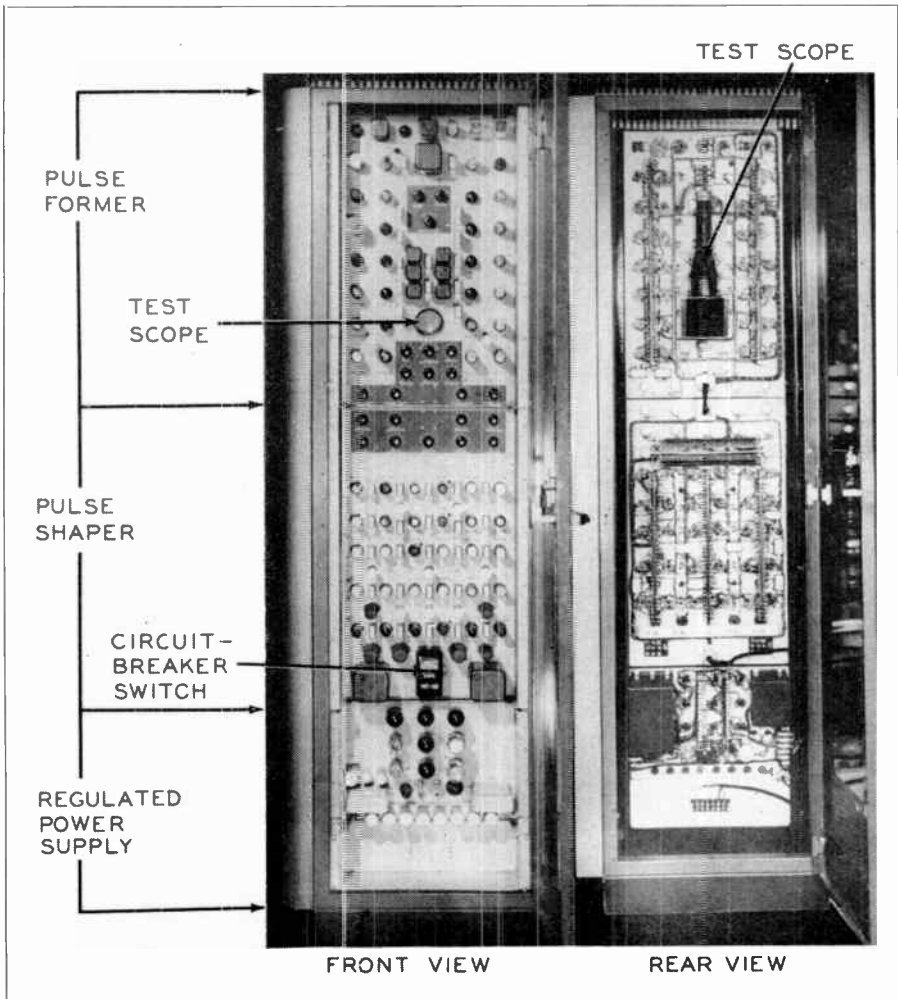 TEST SCOPE
PULSE
FORMER
TEST
SCOPE
PULSE
SHAPER
CIRCUIT-
BREAKER
SWITCH
REGULATED
POWER
SUPPLY
FRONT VIEW
REAR VIEW